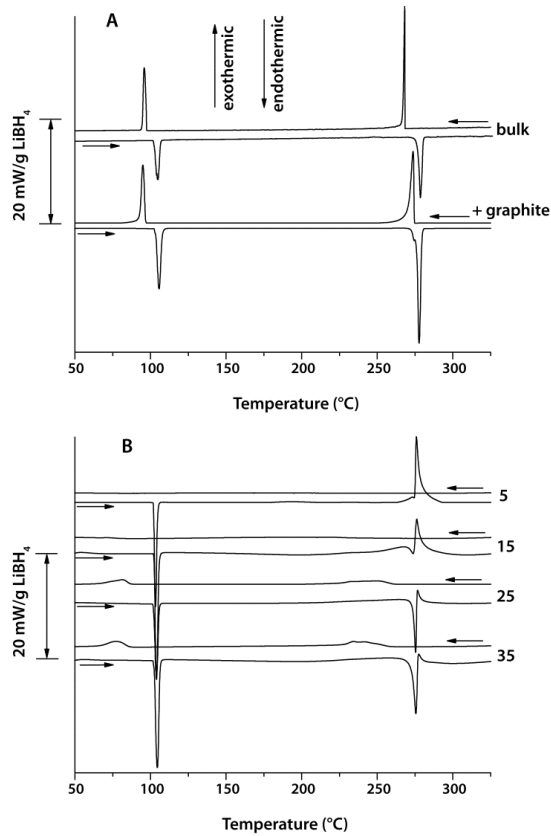 A
exothermic
endothermic
20 mW/g LiBH4
bulk
+ graphite
50 100 150 200 250 300
Temperature (°C)
B
20 mW/g LiBH4
5
15
25
35
50 100 150 200 250 300
Temperature (°C)